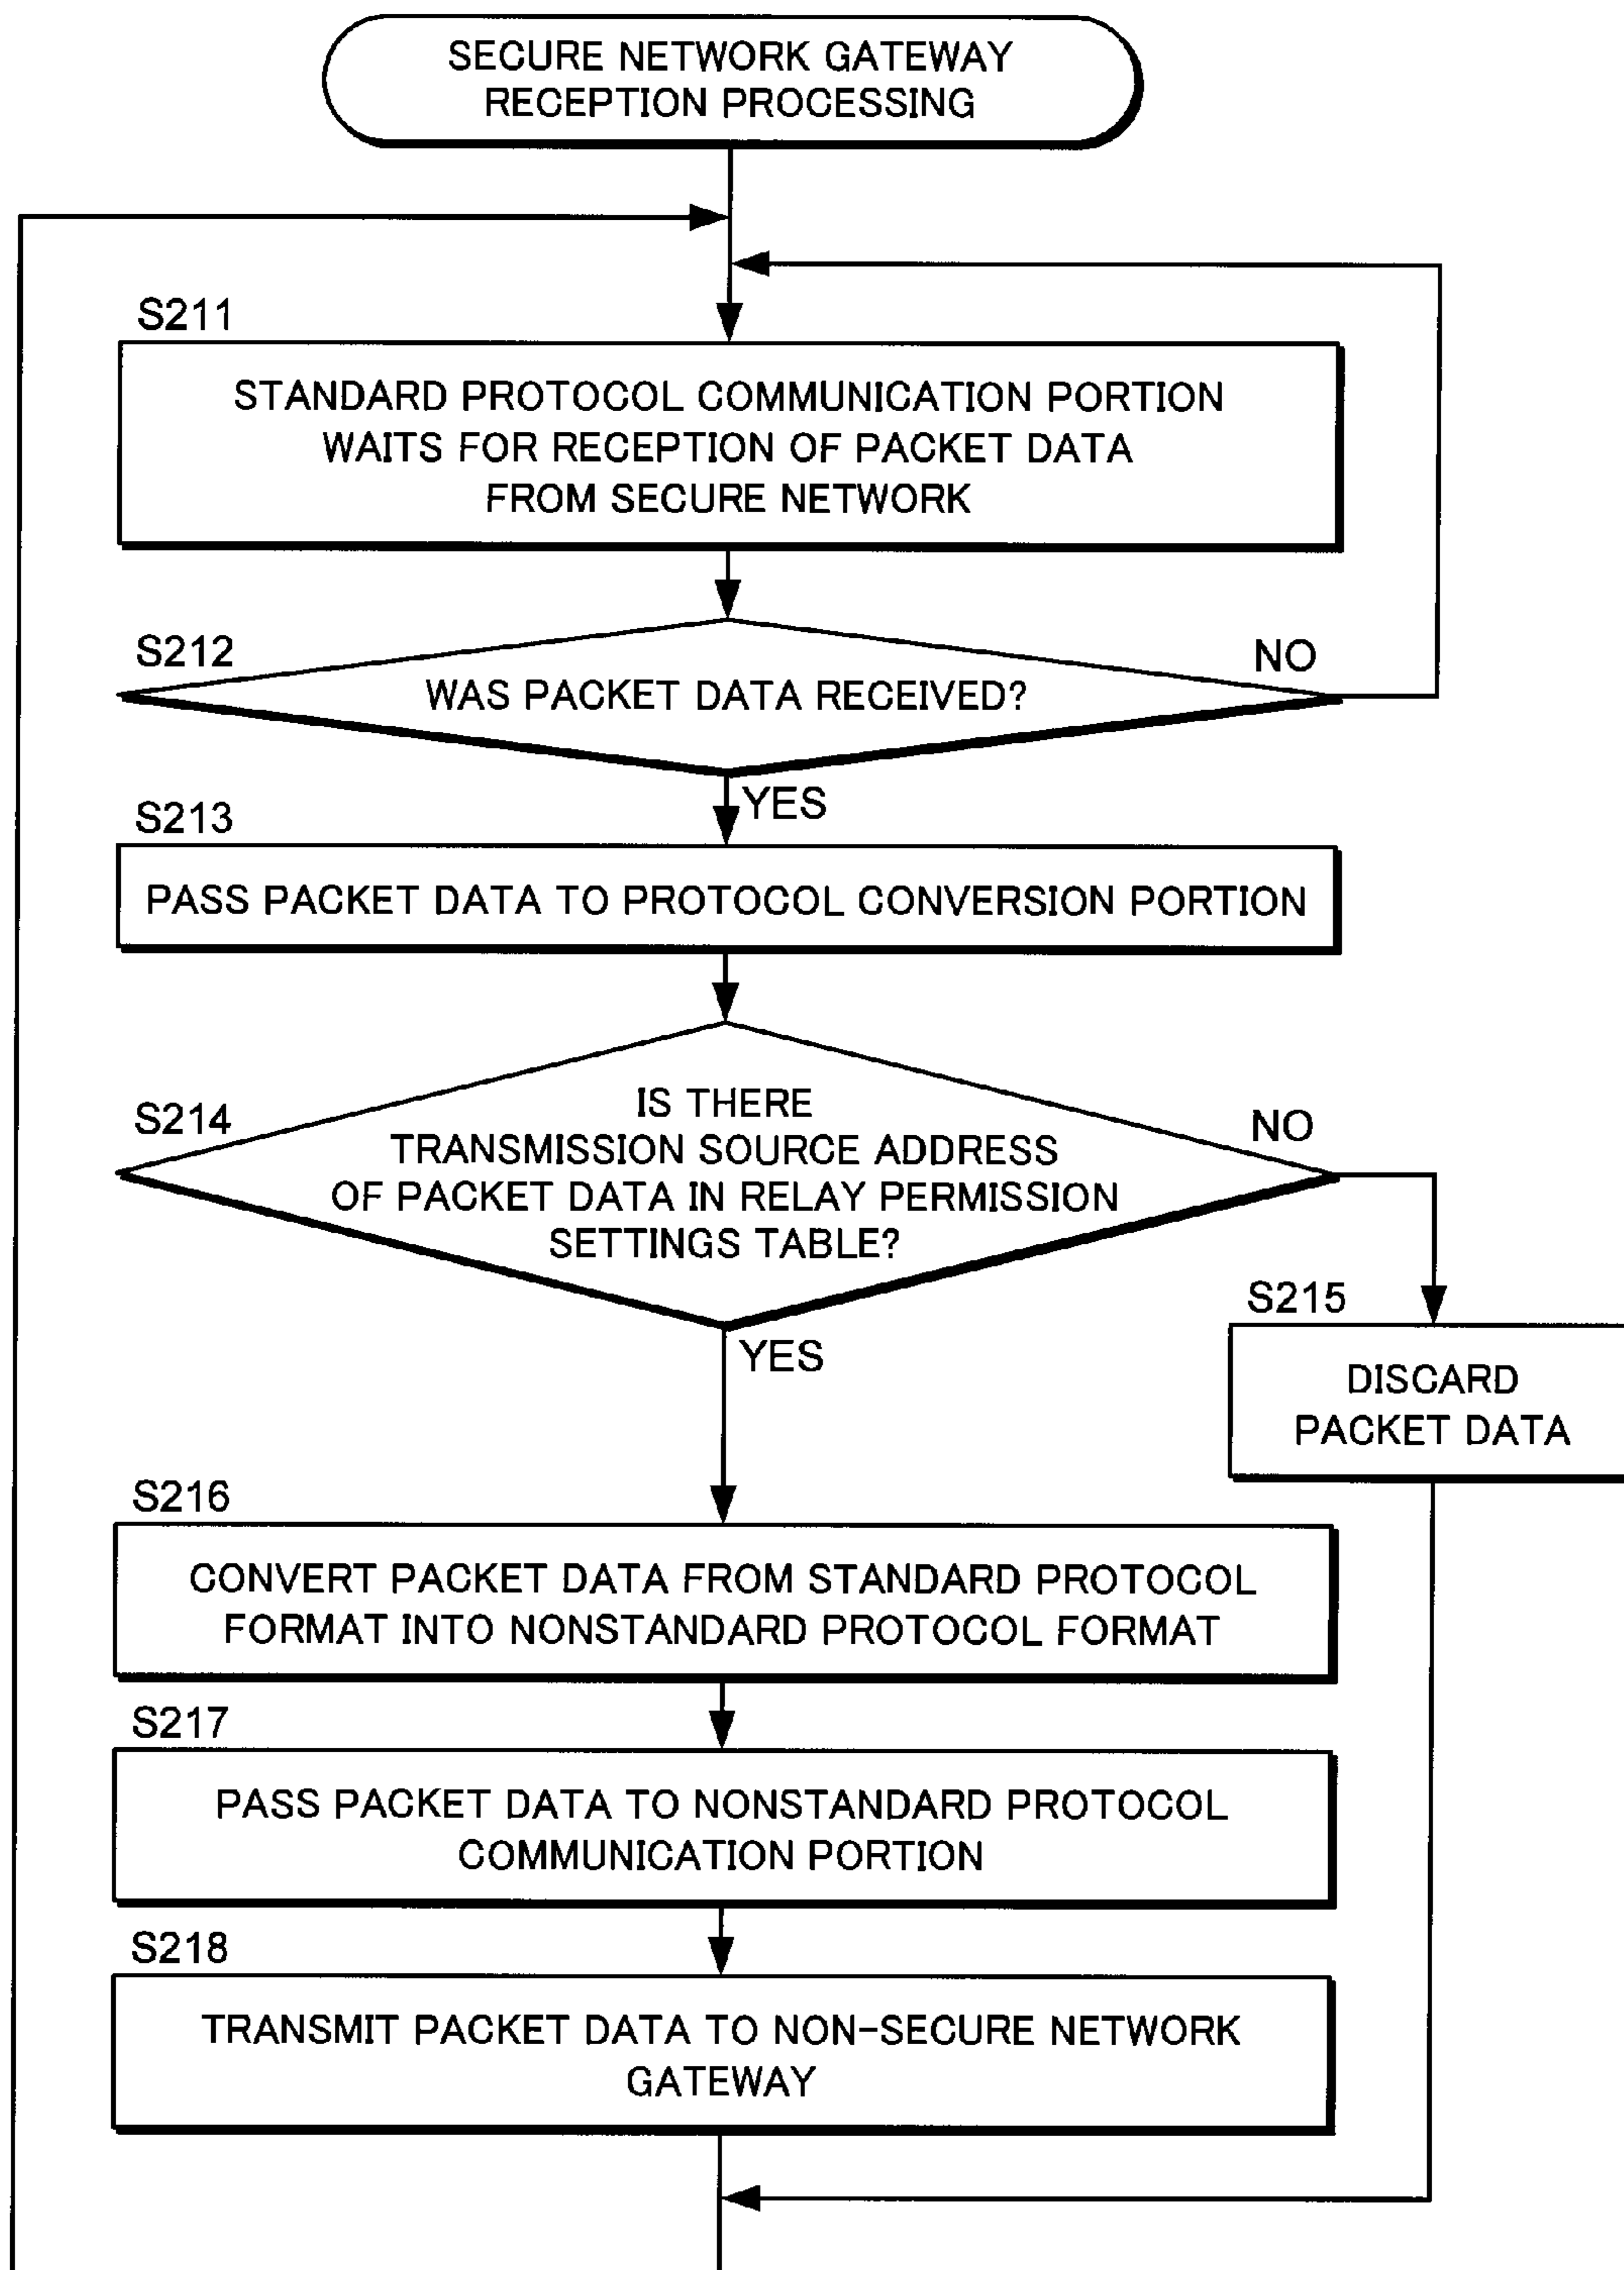 SECURE NETWORK GATEWAY
RECEPTION PROCESSING
S211
STANDARD PROTOCOL COMMUNICATION PORTION
WAITS FOR RECEPTION OF PACKET DATA
FROM SECURE NETWORK
S212
NO
WAS PACKET DATA RECEIVED?
YES
S213
PASS PACKET DATA TO PROTOCOL CONVERSION PORTION
S214
NO
IS THERE
TRANSMISSION SOURCE ADDRESS
OF PACKET DATA IN RELAY PERMISSION
SETTINGS TABLE?
YES
S215
DISCARD
PACKET DATA
S216
CONVERT PACKET DATA FROM STANDARD PROTOCOL
FORMAT INTO NONSTANDARD PROTOCOL FORMAT
S217
PASS PACKET DATA TO NONSTANDARD PROTOCOL
COMMUNICATION PORTION
S218
TRANSMIT PACKET DATA TO NON-SECURE NETWORK
GATEWAY